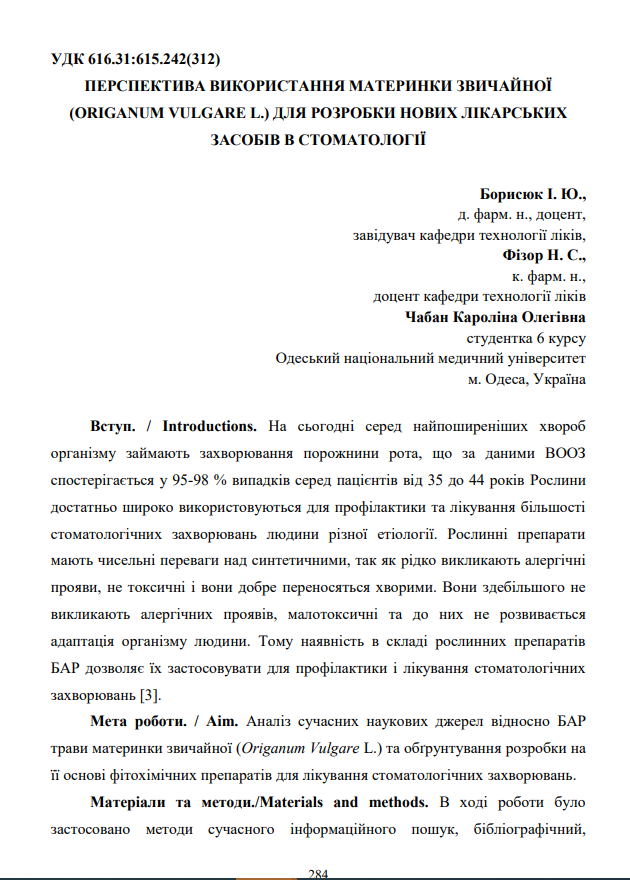 УДК 616.31:615.242(312)
ПЕРСПЕКТИВА ВИКОРИСТАННЯ МАТЕРИНКИ ЗВИЧАЙНОЇ
(ORIGANUM VULGARE L.) ДЛЯ РОЗРОБКИ НОВИХ ЛІКАРСЬКИХ
ЗАСОБІВ В СТОМАТОЛОГІЇ
Борисюк І. Ю.,
д. фарм. н., доцент,
завідувач кафедри технології ліків,
Фізор Н. С.,
к. фарм. н.,
доцент кафедри технології ліків
Чабан Кароліна Олегівна
студентка 6 курсу
Одеський національний медичний університет
м. Одеса, Україна
Вступ. / Introductions. На сьогодні серед найпоширеніших хвороб
організму займають захворювання порожнини рота, що за даними ВООЗ
спостерігається у 95-98 % випадків серед пацієнтів від 35 до 44 років Рослини
достатньо широко використовуються для профілактики та лікування більшості
стоматологічних захворювань людини різної етіології. Рослинні препарати
мають чисельні переваги над синтетичними, так як рідко викликають алергічні
прояви, не токсичні і вони добре переносяться хворими. Вони здебільшого не
викликають алергічних проявів, малотоксичні та до них не розвивається
адаптація організму людини. Тому наявність в складі рослинних препаратів
БАР дозволяє їх застосовувати для профілактики і лікування стоматологічних
захворювань [3].
Мета роботи. / Aim. Аналіз сучасних наукових джерел відносно БАР
трави материнки звичайної (Origanum Vulgare L.) та обґрунтування розробки на
її основі фітохімічних препаратів для лікування стоматологічних захворювань.
Матеріали та методи./Materials and methods. В ході роботи було
застосовано методи сучасного інформаційного пошук, бібліографічний,
284